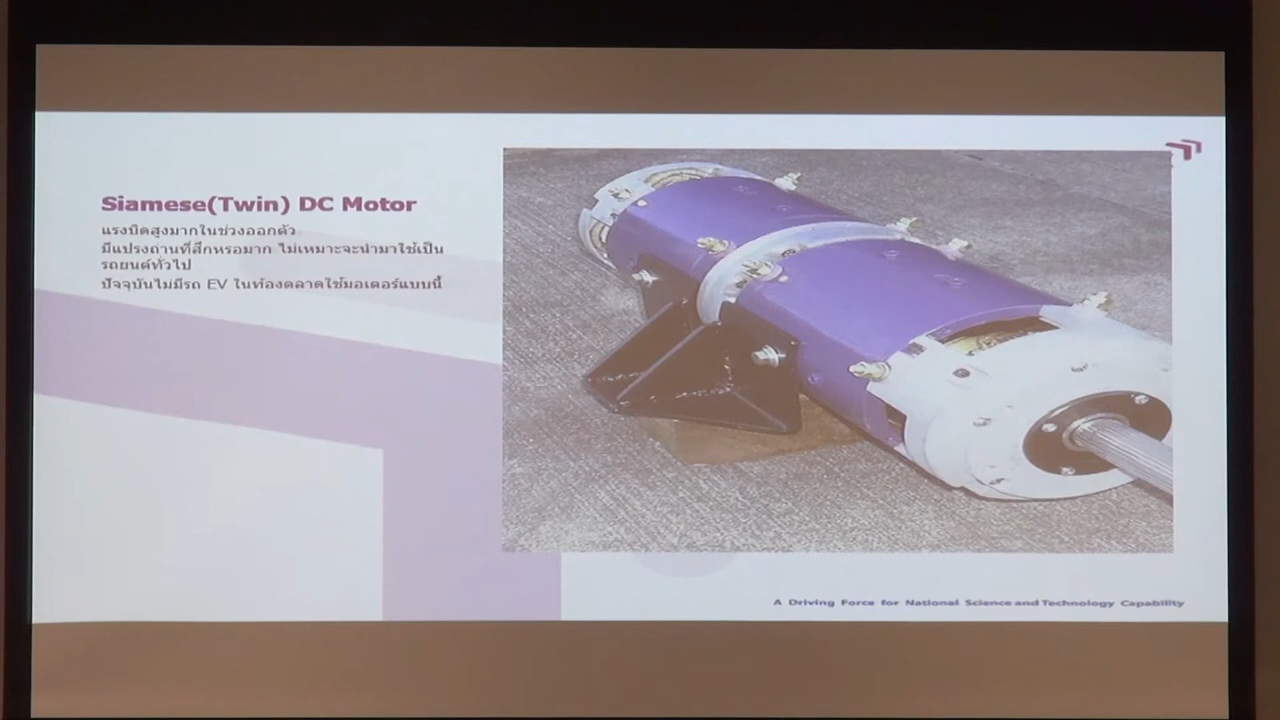 Siamese(Twin) DC Motor
แรงบิดสูงมากในช่วงออกตัว
มีแปรงถ่านที่สึกหรอมาก ไม่เหมาะจะนำมาใช้เป็น
รถยนต์ทั่วไป
ปัจจุบันไม่มีรถ EV ในท้องตลาดใช้มอเตอร์แบบนี้
A Driving Force for National Science and Technology Capability